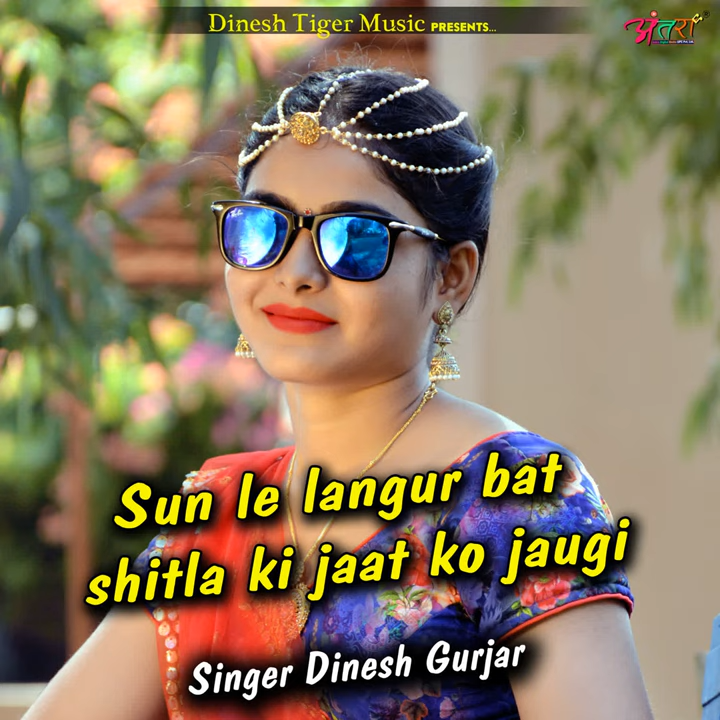 Dinesh Tiger Music PRESENTS...
अंतरा
Sun le langur bat
shitla ki jaat ko jaugi
Singer Dinesh Gurjar